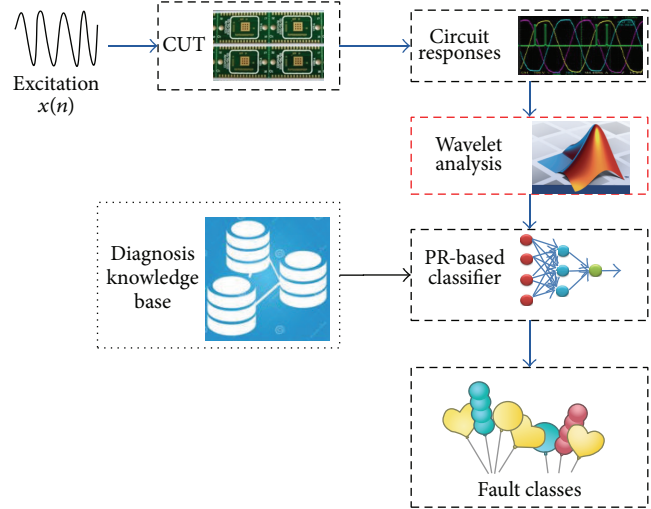 Excitation
x(n)
CUT
Circuit
responses
Wavelet
analysis
Diagnosis
knowledge
base
PR-based
classifier
Fault classes